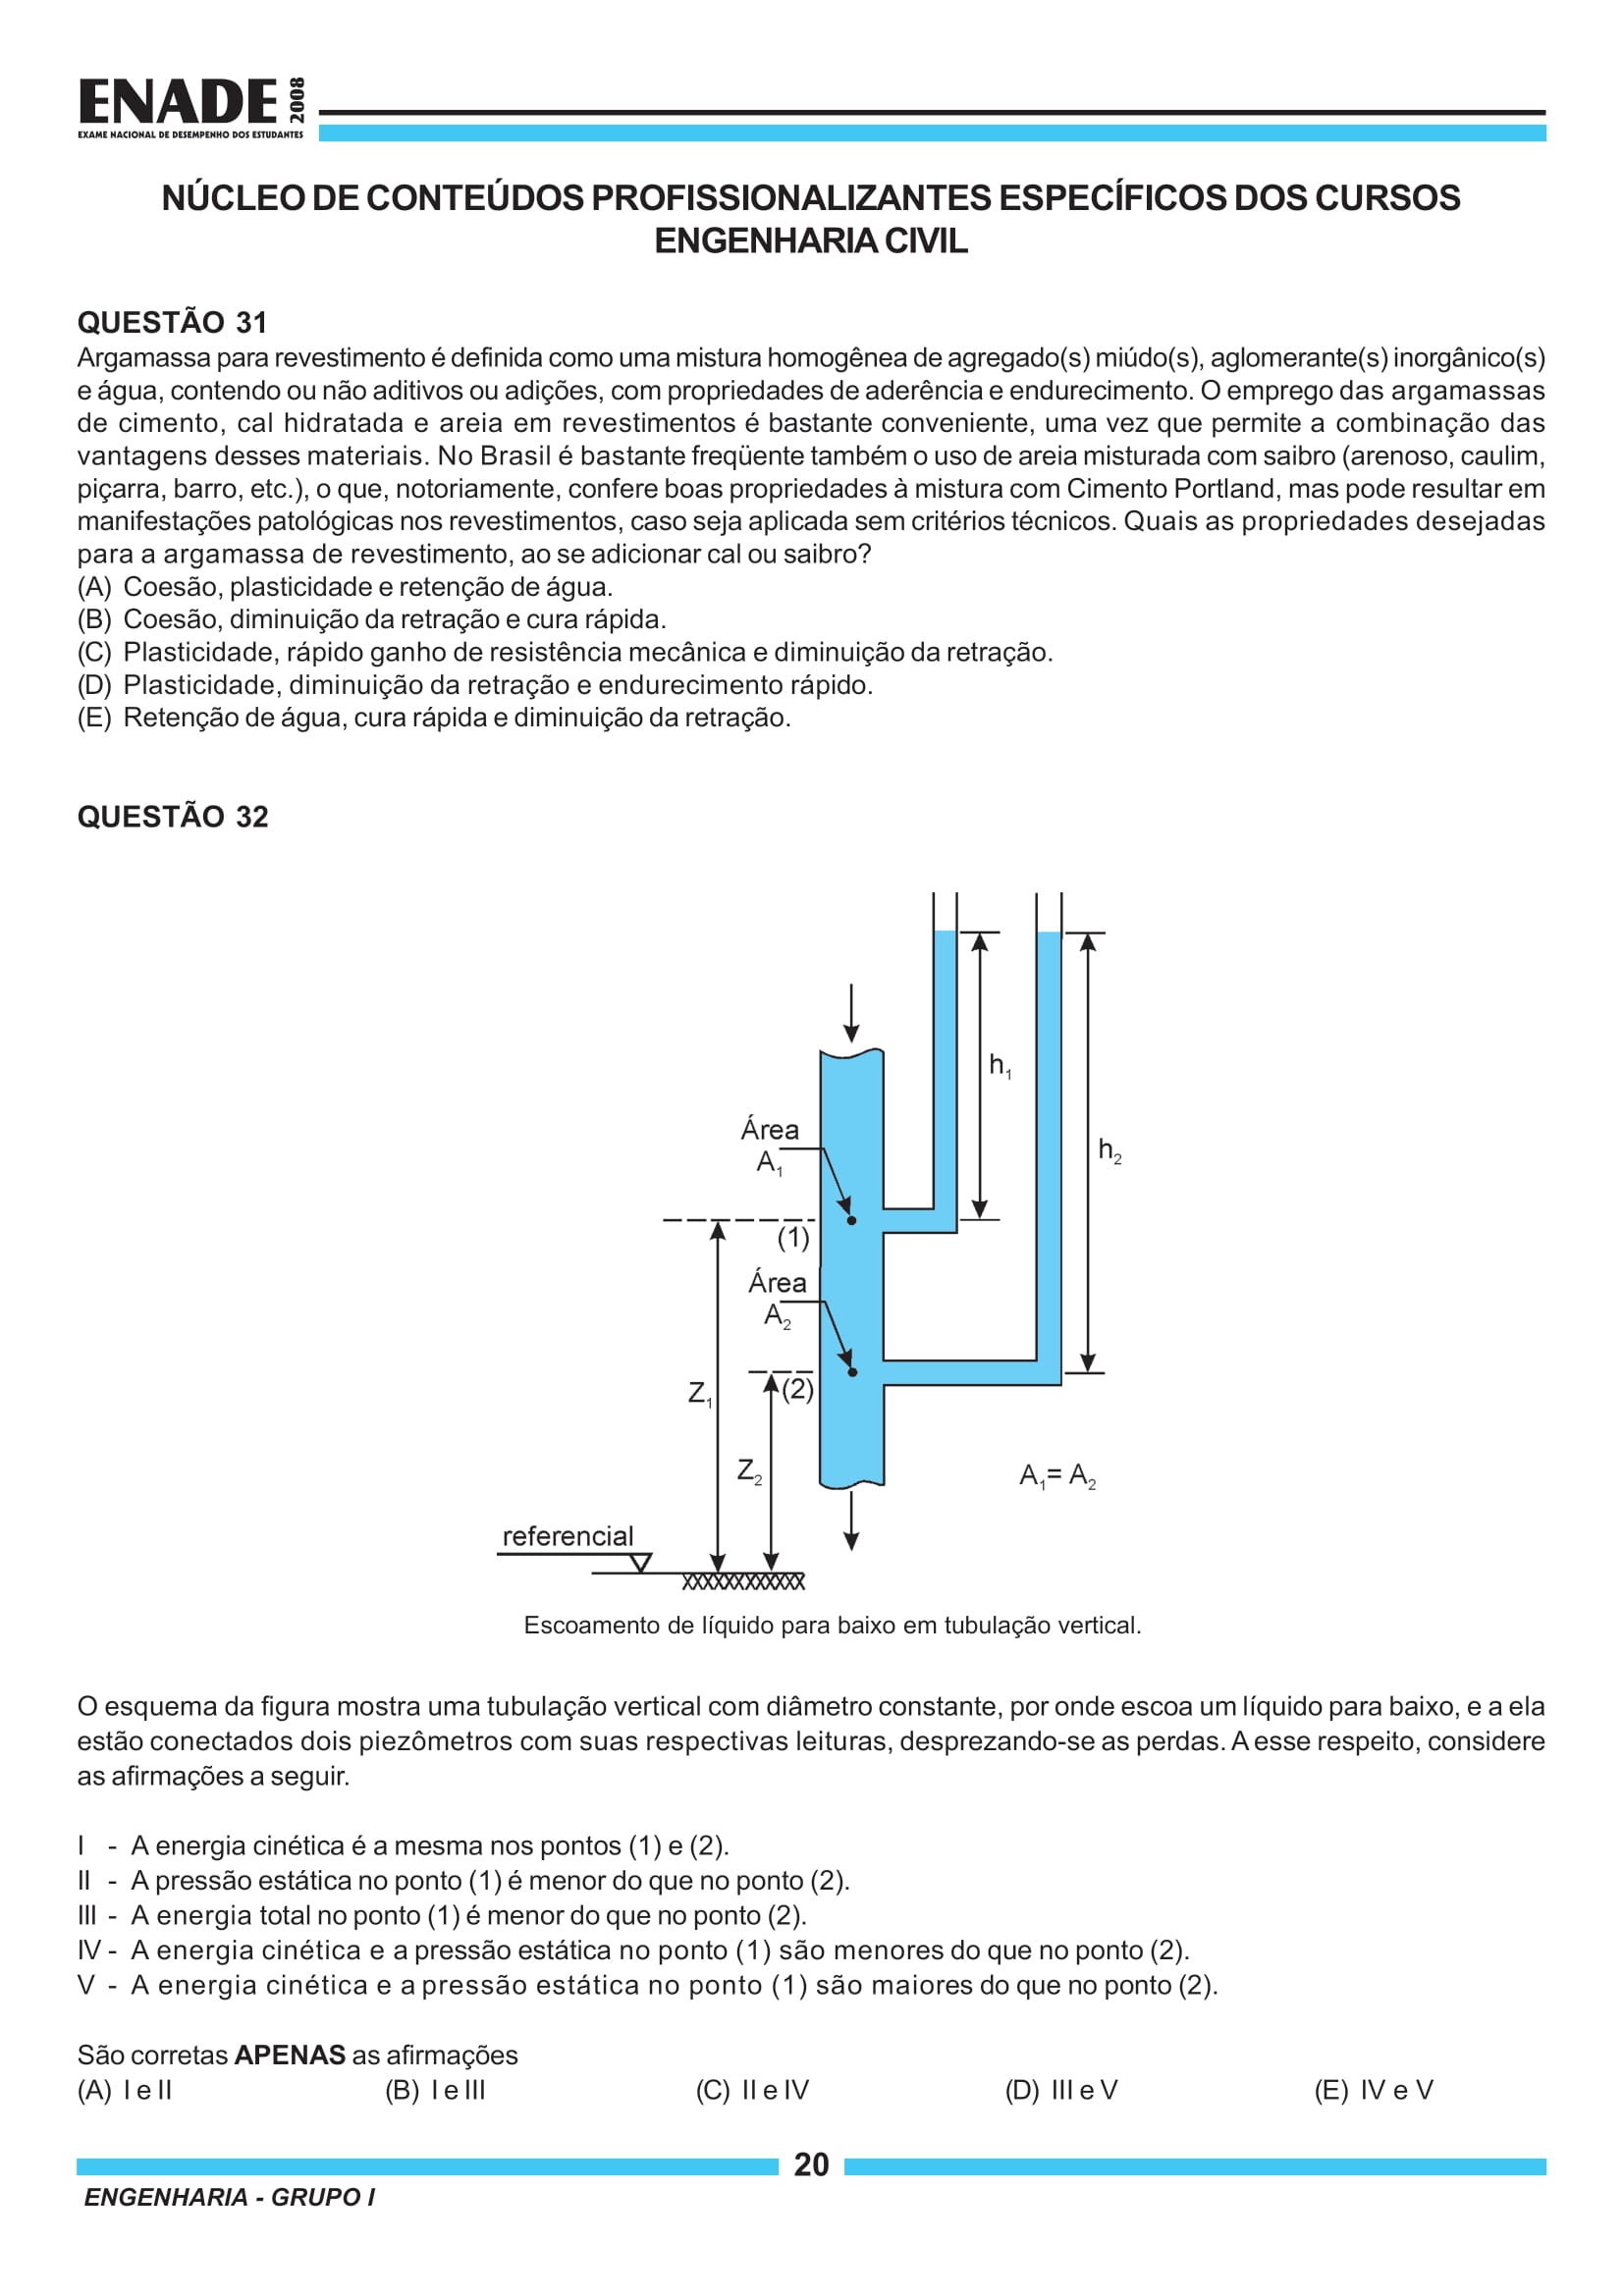 ENADE 2008
EXAME NACIONAL DE DESEMPENHO DOS ESTUDANTES
NÚCLEO DE CONTEÚDOS PROFISSIONALIZANTES ESPECÍFICOS DOS CURSOS
ENGENHARIA CIVIL
QUESTÃO 31
Argamassa para revestimento é definida como uma mistura homogênea de agregado(s) miúdo(s), aglomerante(s) inorgânico(s)
e água, contendo ou não aditivos ou adições, com propriedades de aderência e endurecimento. O emprego das argamassas
de cimento, cal hidratada e areia em revestimentos é bastante conveniente, uma vez que permite a combinação das
vantagens desses materiais. No Brasil é bastante freqüente também o uso de areia misturada com saibro (arenoso, caulim,
piçarra, barro, etc.), o que, notoriamente, confere boas propriedades à mistura com Cimento Portland, mas pode resultar em
manifestações patológicas nos revestimentos, caso seja aplicada sem critérios técnicos. Quais as propriedades desejadas
para a argamassa de revestimento, ao se adicionar cal ou saibro?
(A) Coesão, plasticidade e retenção de água.
(B) Coesão, diminuição da retração e cura rápida.
(C) Plasticidade, rápido ganho de resistência mecânica e diminuição da retração.
(D) Plasticidade, diminuição da retração e endurecimento rápido.
(E) Retenção de água, cura rápida e diminuição da retração.
QUESTÃO 32
h1
Área
A1
h2
(1)
Área
A2
(2)
Z1
Z2
A1= A2
referencial
Escoamento de líquido para baixo em tubulação vertical.
O esquema da figura mostra uma tubulação vertical com diâmetro constante, por onde escoa um líquido para baixo, e a ela
estão conectados dois piezômetros com suas respectivas leituras, desprezando-se as perdas. A esse respeito, considere
as afirmações a seguir.
I - A energia cinética é a mesma nos pontos (1) e (2).
II - A pressão estática no ponto (1) é menor do que no ponto (2).
III - A energia total no ponto (1) é menor do que no ponto (2).
IV - A energia cinética e a pressão estática no ponto (1) são menores do que no ponto (2).
V - A energia cinética e a pressão estática no ponto (1) são maiores do que no ponto (2).
São corretas APENAS as afirmações
(A) I e II (B) I e III (C) II e IV (D) III e V (E) IV e V
20
ENGENHARIA - GRUPO I